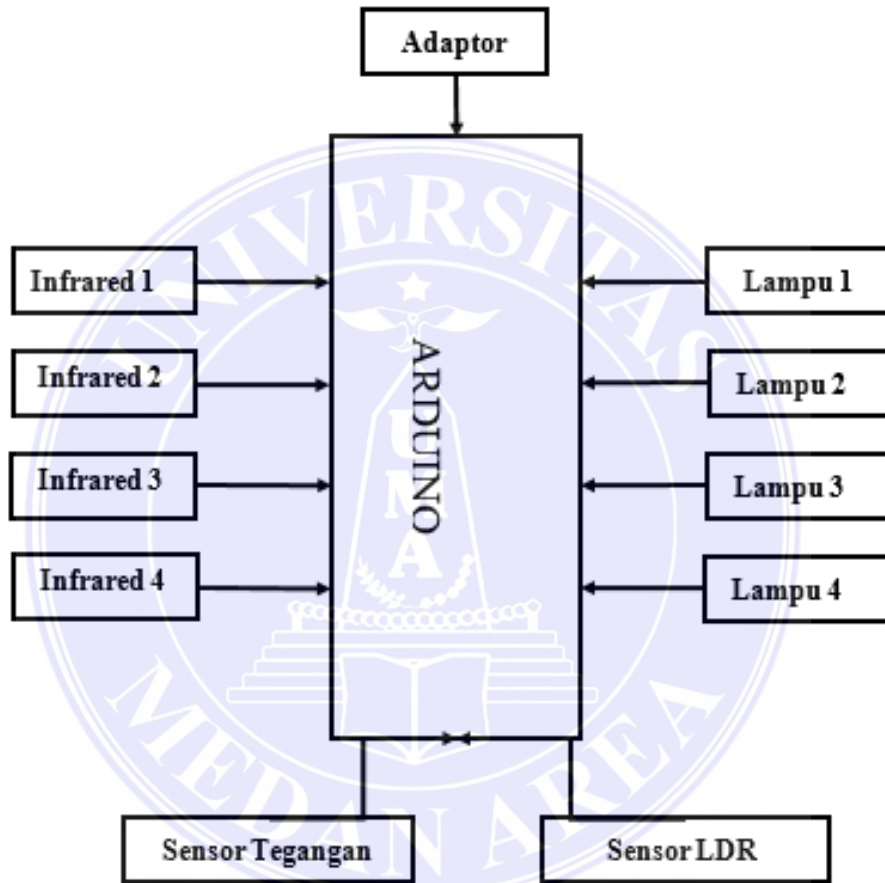 Adaptor
UNIVERSITAS
Infrared 1
Lampu 1
ARDUINO
Infrared 2
Lampu 2
UMA
Infrared 3
Lampu 3
Infrared 4
Lampu 4
MEDAN AREA
Sensor Tegangan
Sensor LDR